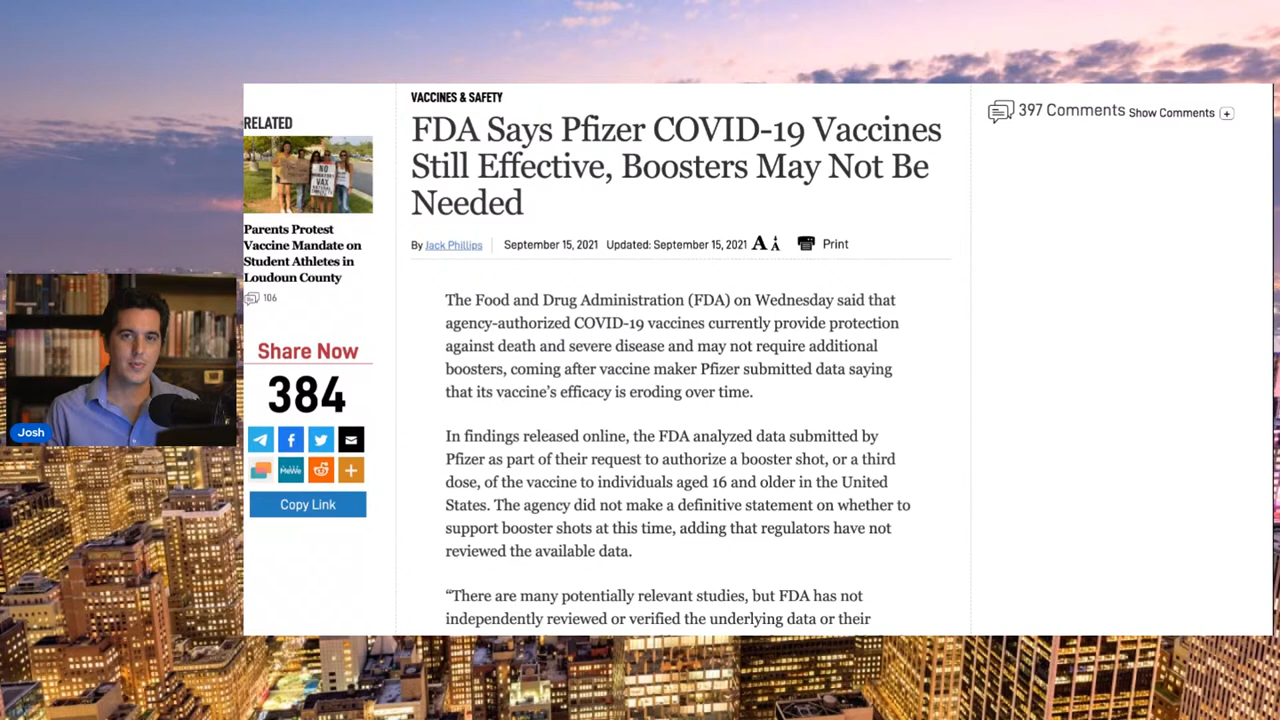 VACCINES & SAFETY
FDA Says Pfizer COVID-19 Vaccines
Still Effective, Boosters May Not Be
Needed
By Jack Phillips September 15, 2021 Updated: September 15, 2021 A A Print
397 Comments Show Comments +
RELATED
NO
VAX
Parents Protest
Vaccine Mandate on
Student Athletes in
Loudoun County
106
Share Now
384
MeWe
Copy Link
Josh
The Food and Drug Administration (FDA) on Wednesday said that
agency-authorized COVID-19 vaccines currently provide protection
against death and severe disease and may not require additional
boosters, coming after vaccine maker Pfizer submitted data saying
that its vaccine's efficacy is eroding over time.
In findings released online, the FDA analyzed data submitted by
Pfizer as part of their request to authorize a booster shot, or a third
dose, of the vaccine to individuals aged 16 and older in the United
States. The agency did not make a definitive statement on whether to
support booster shots at this time, adding that regulators have not
reviewed the available data.
“There are many potentially relevant studies, but FDA has not
independently reviewed or verified the underlying data or their